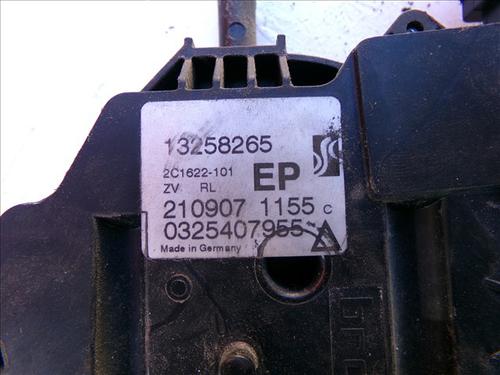 13258265
2C1622-101
ZV RL EP
210907 1155 C
0325407955
Made in Germany